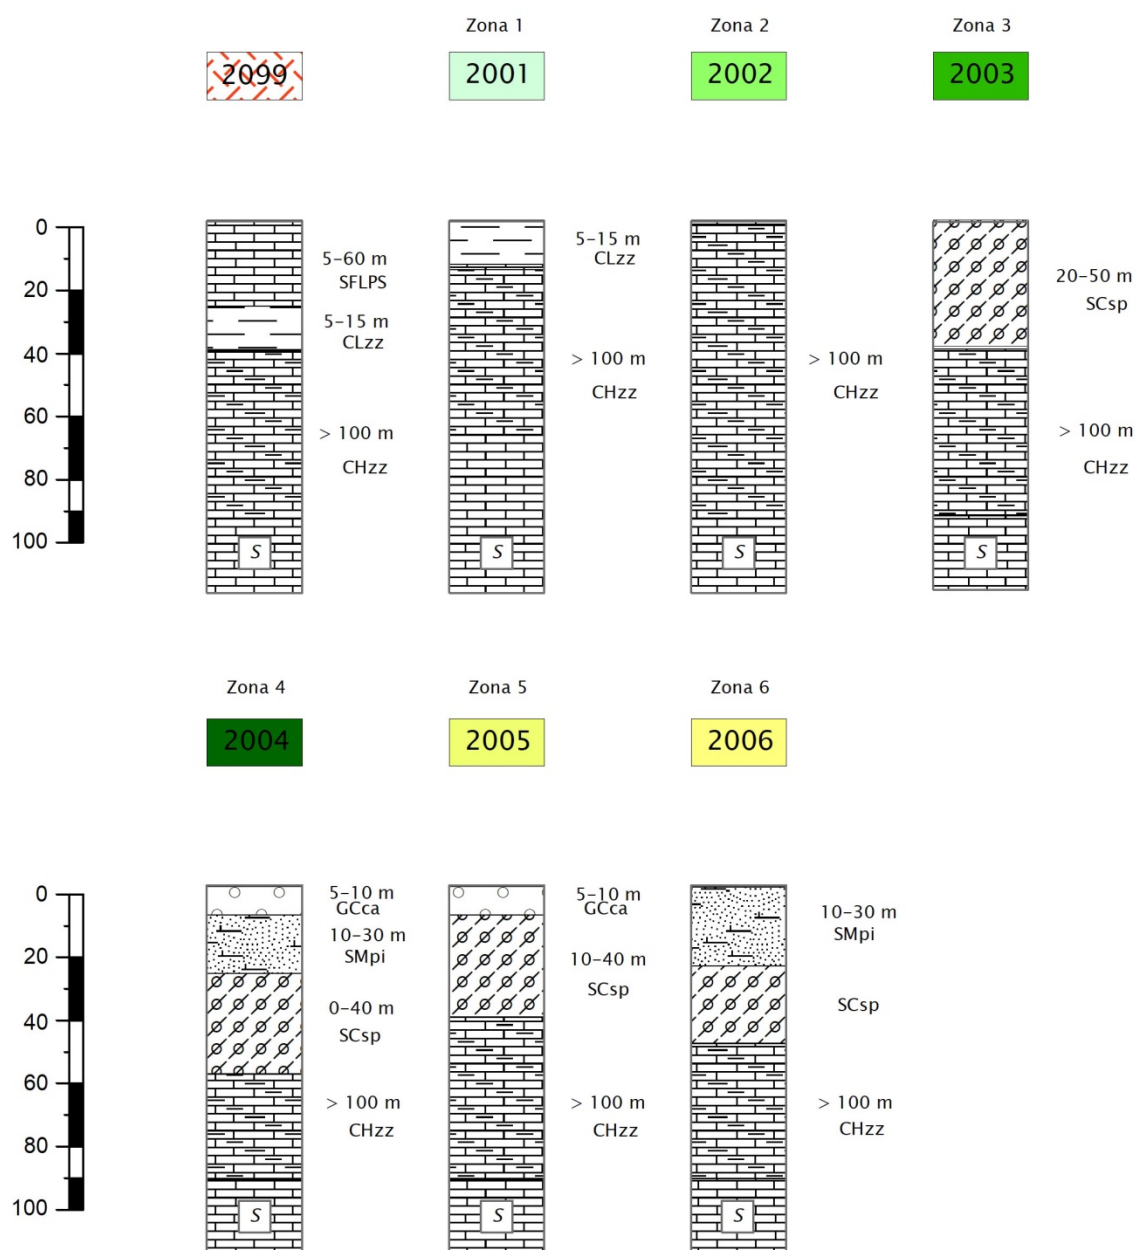 Zona 1
Zona 2
Zona 3
2099
2001
2002
2003
0
20
40
60
80
100
5-60 m
SFLPS
5-15 m
CLzz
> 100 m
CHzz
S
5-15 m
CLzz
> 100 m
CHzz
S
> 100 m
CHzz
S
20-50 m
SCsp
> 100 m
CHzz
S
Zona 4
Zona 5
Zona 6
2004
2005
2006
0
20
40
60
80
100
5-10 m
GCca
10-30 m
SMpi
0-40 m
SCsp
> 100 m
CHzz
S
5-10 m
GCca
10-40 m
SCsp
> 100 m
CHzz
S
10-30 m
SMpi
SCsp
> 100 m
CHzz
S